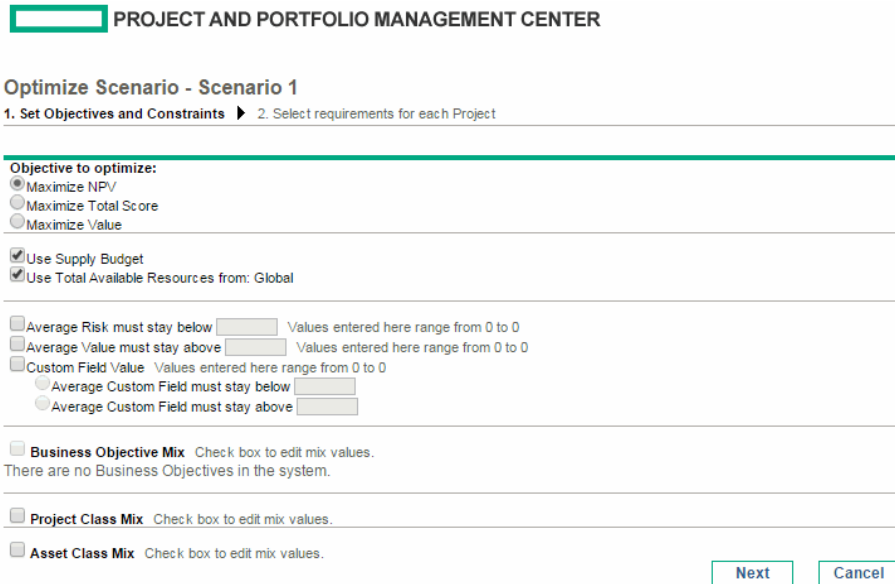 PROJECT AND PORTFOLIO MANAGEMENT CENTER
Optimize Scenario - Scenario 1
1. Set Objectives and Constraints 2. Select requirements for each Project
Objective to optimize:
Maximize NPV
Maximize Total Score
Maximize Value
Use Supply Budget
Use Total Available Resources from: Global
Average Risk must stay below Values entered here range from 0 to 0
Average Value must stay above Values entered here range from 0 to 0
Custom Field Value Values entered here range from 0 to 0
Average Custom Field must stay below
Average Custom Field must stay above
Business Objective Mix Check box to edit mix values.
There are no Business Objectives in the system.
Project Class Mix Check box to edit mix values.
Asset Class Mix Check box to edit mix values.
Next Cancel